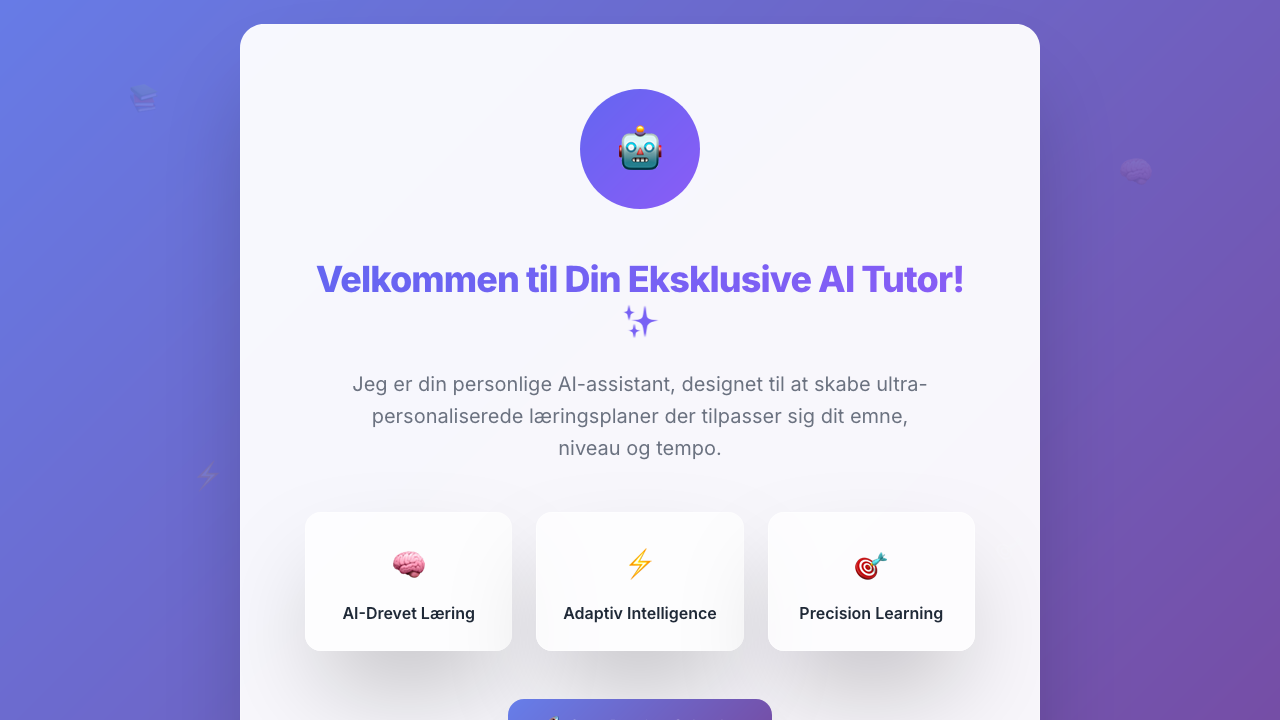 Velkommen til Din Eksklusive AI Tutor!
✨
Jeg er din personlige AI-assistant, designet til at skabe ultra-
personaliserede læringsplaner der tilpasser sig dit emne,
niveau og tempo.
AI-Drevet Læring
Adaptiv Intelligence
Precision Learning